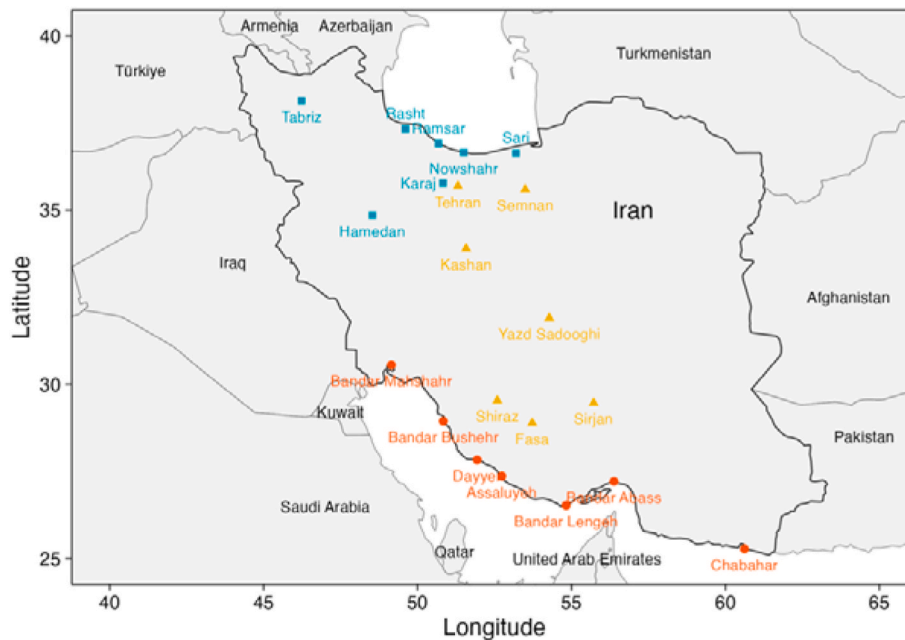 40
Armenia
Azerbaijan
Türkiye
Turkmenistan
Tabriz
Rasht
Ramsar
Sari
Nowshahr
Karaj
Tehran
Semnan
35
Iran
Hamedan
Iraq
Kashan
Afghanistan
Yazd Sadooghi
Latitude
30
Bandar Mahshahr
Kuwait
Shiraz
Fasa
Sirjan
Bandar Bushehr
Pakistan
Dayyer
Assaluyeh
Bandar Abass
Saudi Arabia
Bandar Lengeh
Qatar
United Arab Emirates
Chabahar
25
40
45
50
55
60
65
Longitude